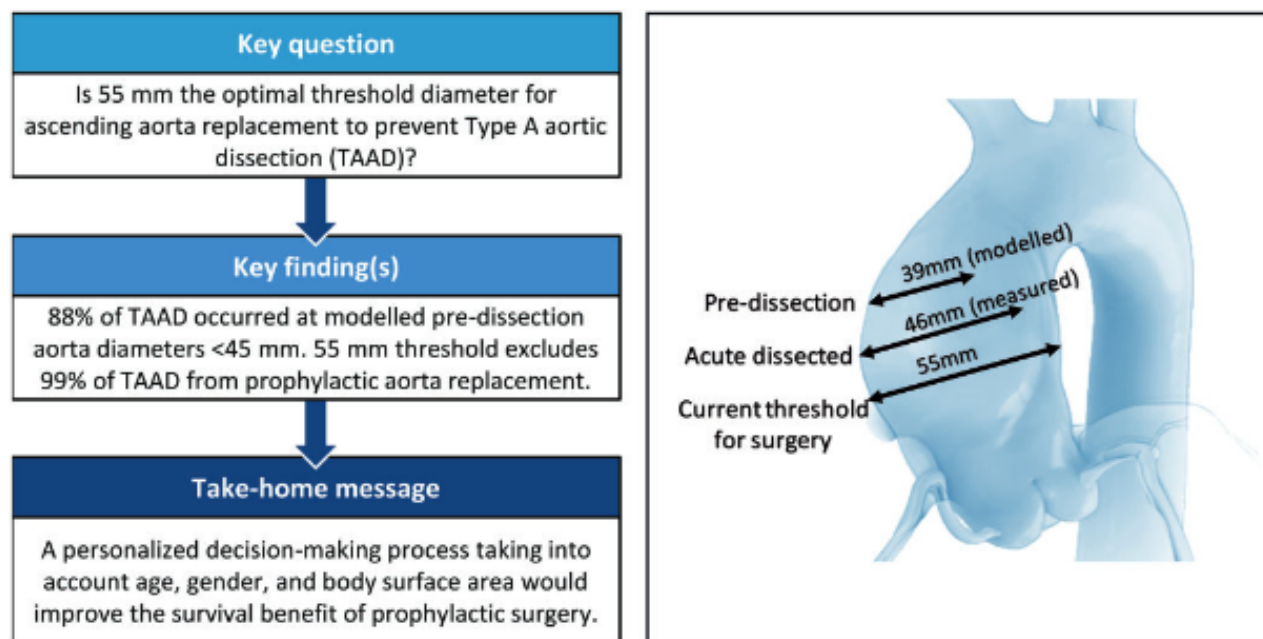 Key question
Is 55 mm the optimal threshold diameter for
ascending aorta replacement to prevent Type A aortic
dissection (TAAD)?
Key finding(s)
88% of TAAD occurred at modelled pre-dissection
aorta diameters <45 mm. 55 mm threshold excludes
99% of TAAD from prophylactic aorta replacement.
Take-home message
A personalized decision-making process taking into
account age, gender, and body surface area would
improve the survival benefit of prophylactic surgery.
39mm (modelled)
Pre-dissection
46mm (measured)
Acute dissected
55mm
Current threshold
for surgery